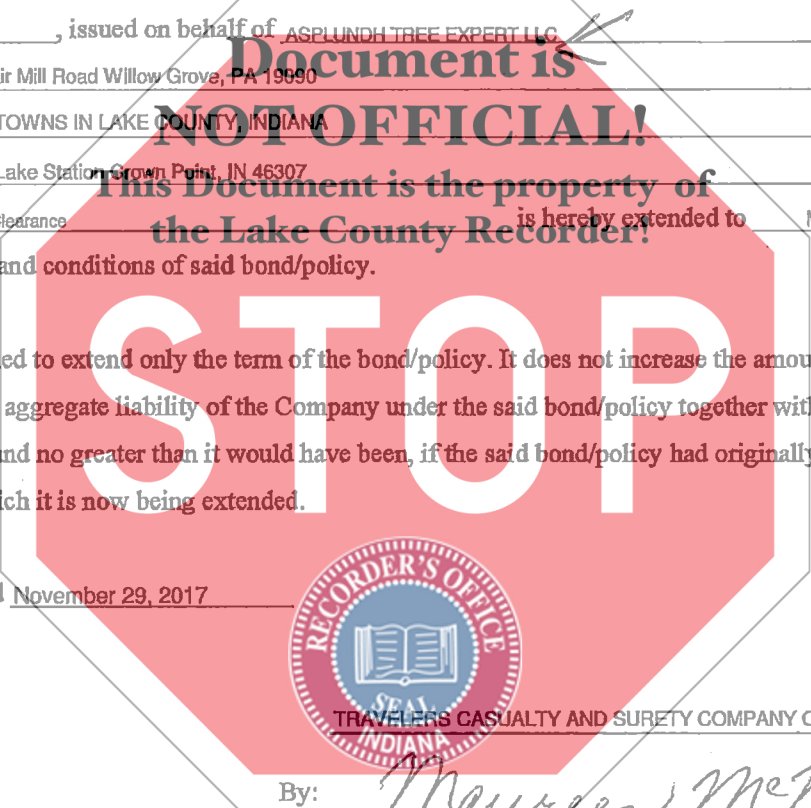 , issued on behalf of ASPLUNDH TREE EXPERT LLC
Document is
ir Mill Road Willow Grove, PA 19090
NOT OFFICIAL!
TOWNS IN LAKE COUNTY, INDIANA
Lake Station Crown Point, IN 46307
This Document is the property of
Clearance is hereby extended to
the Lake County Recorder!
and conditions of said bond/policy.
STOP
ed to extend only the term of the bond/policy. It does not increase the amou
aggregate liability of the Company under the said bond/policy together with
nd no greater than it would have been, if the said bond/policy had originally
ich it is now being extended.
November 29, 2017
RECORDER'S OFFICE
SEAL
INDIANA
TRAVELERS CASUALTY AND SURETY COMPANY O
By: